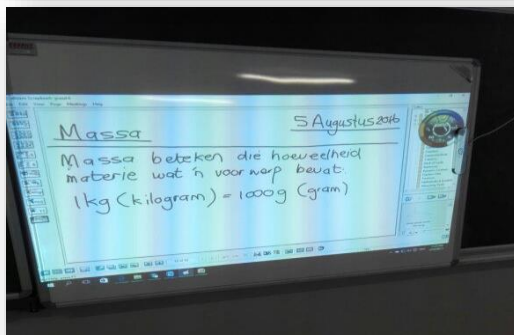 Massa
5 Augustus 2016
Massa beteken die hoeveelheid
materie wat 'n voorwerp bevat.
1kg (kilogram) = 1000g (gram)